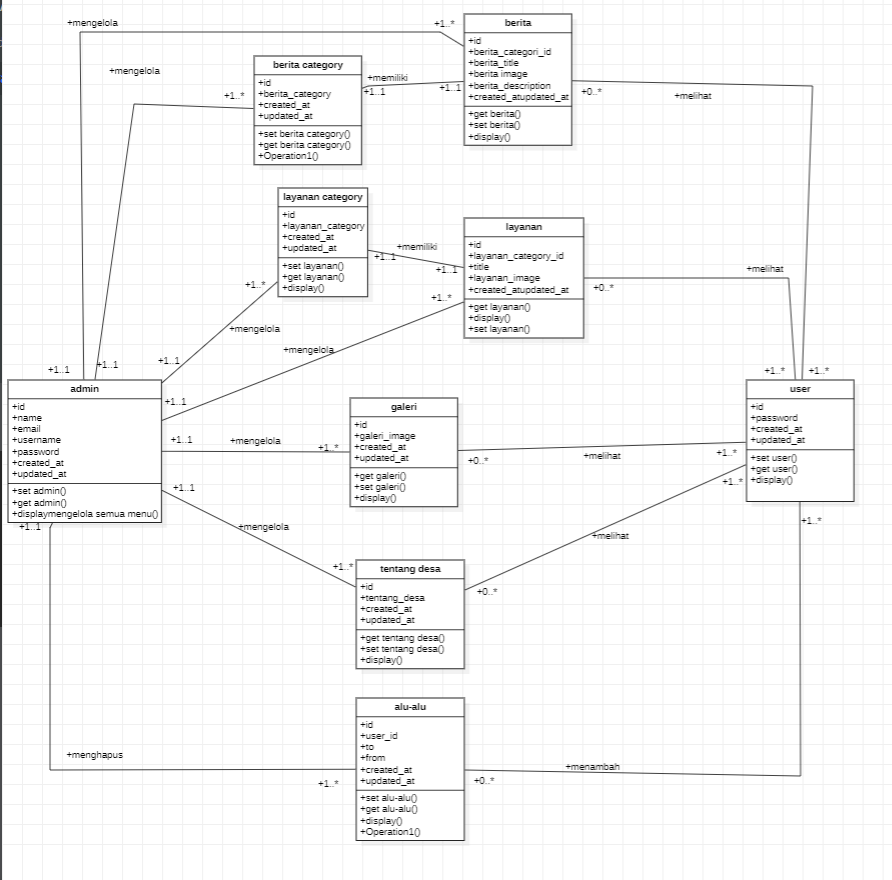 +mengelola
+1..*
berita
+id
+berita_categori_id
+berita_title
+berita image
+berita_description
+created_atupdated_at
+get berita()
+set berita()
+display()
+mengelola
berita category
+id
+berita_category
+created_at
+updated_at
+set berita category()
+get berita category()
+Operation1()
+1..*
+memiliki
+1..1
+1..1
+0..*
+melihat
layanan category
+id
+layanan_category
+created_at
+updated_at
+set layanan()
+get layanan()
+display()
+memiliki
+1..1
+1..1
layanan
+id
+layanan_category_id
+title
+layanan_image
+created_atupdated_at
+get layanan()
+display()
+set layanan()
+melihat
+0..*
+1..*
+1..*
+mengelola
+mengelola
+1..1
+1..1
+1..1
+1..1
+1..*
+1..*
admin
+id
+name
+email
+username
+password
+created_at
+updated_at
+set admin()
+get admin()
+displaymengelola semua menu()
+1..1
+mengelola
+1..*
galeri
+id
+galeri_image
+created_at
+updated_at
+get galeri()
+set galeri()
+display()
+0..*
+melihat
+1..*
+1..*
user
+id
+password
+created_at
+updated_at
+set user()
+get user()
+display()
+1..1
+mengelola
+1..*
+1..1
tentang desa
+id
+tentang_desa
+created_at
+updated_at
+get tentang desa()
+set tentang desa()
+display()
+0..*
+melihat
+1..*
alu-alu
+id
+user_id
+to
+from
+created_at
+updated_at
+set alu-alu()
+get alu-alu()
+display()
+Operation1()
+menghapus
+1..*
+0..*
+menambah